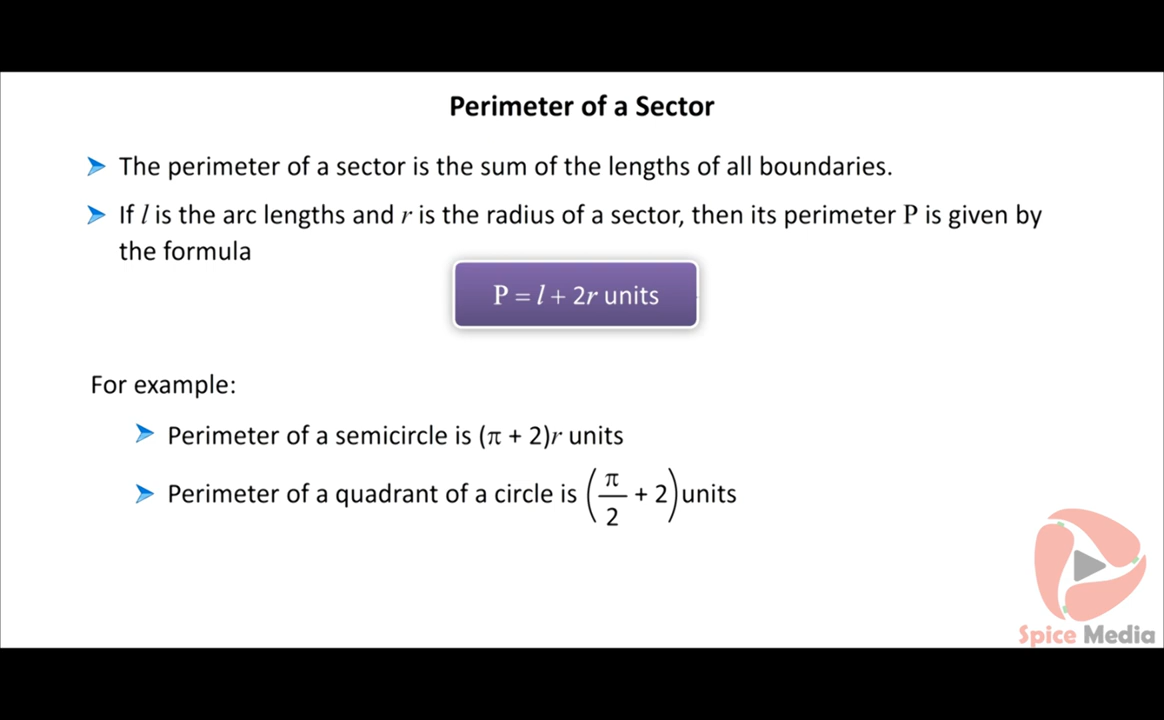 Perimeter of a Sector
➤ The perimeter of a sector is the sum of the lengths of all boundaries.
➤ If l is the arc lengths and r is the radius of a sector, then its perimeter P is given by
the formula
P = l + 2r units
For example:
➤ Perimeter of a semicircle is (π + 2)r units
➤ Perimeter of a quadrant of a circle is (π/2 + 2) units
Spice Media